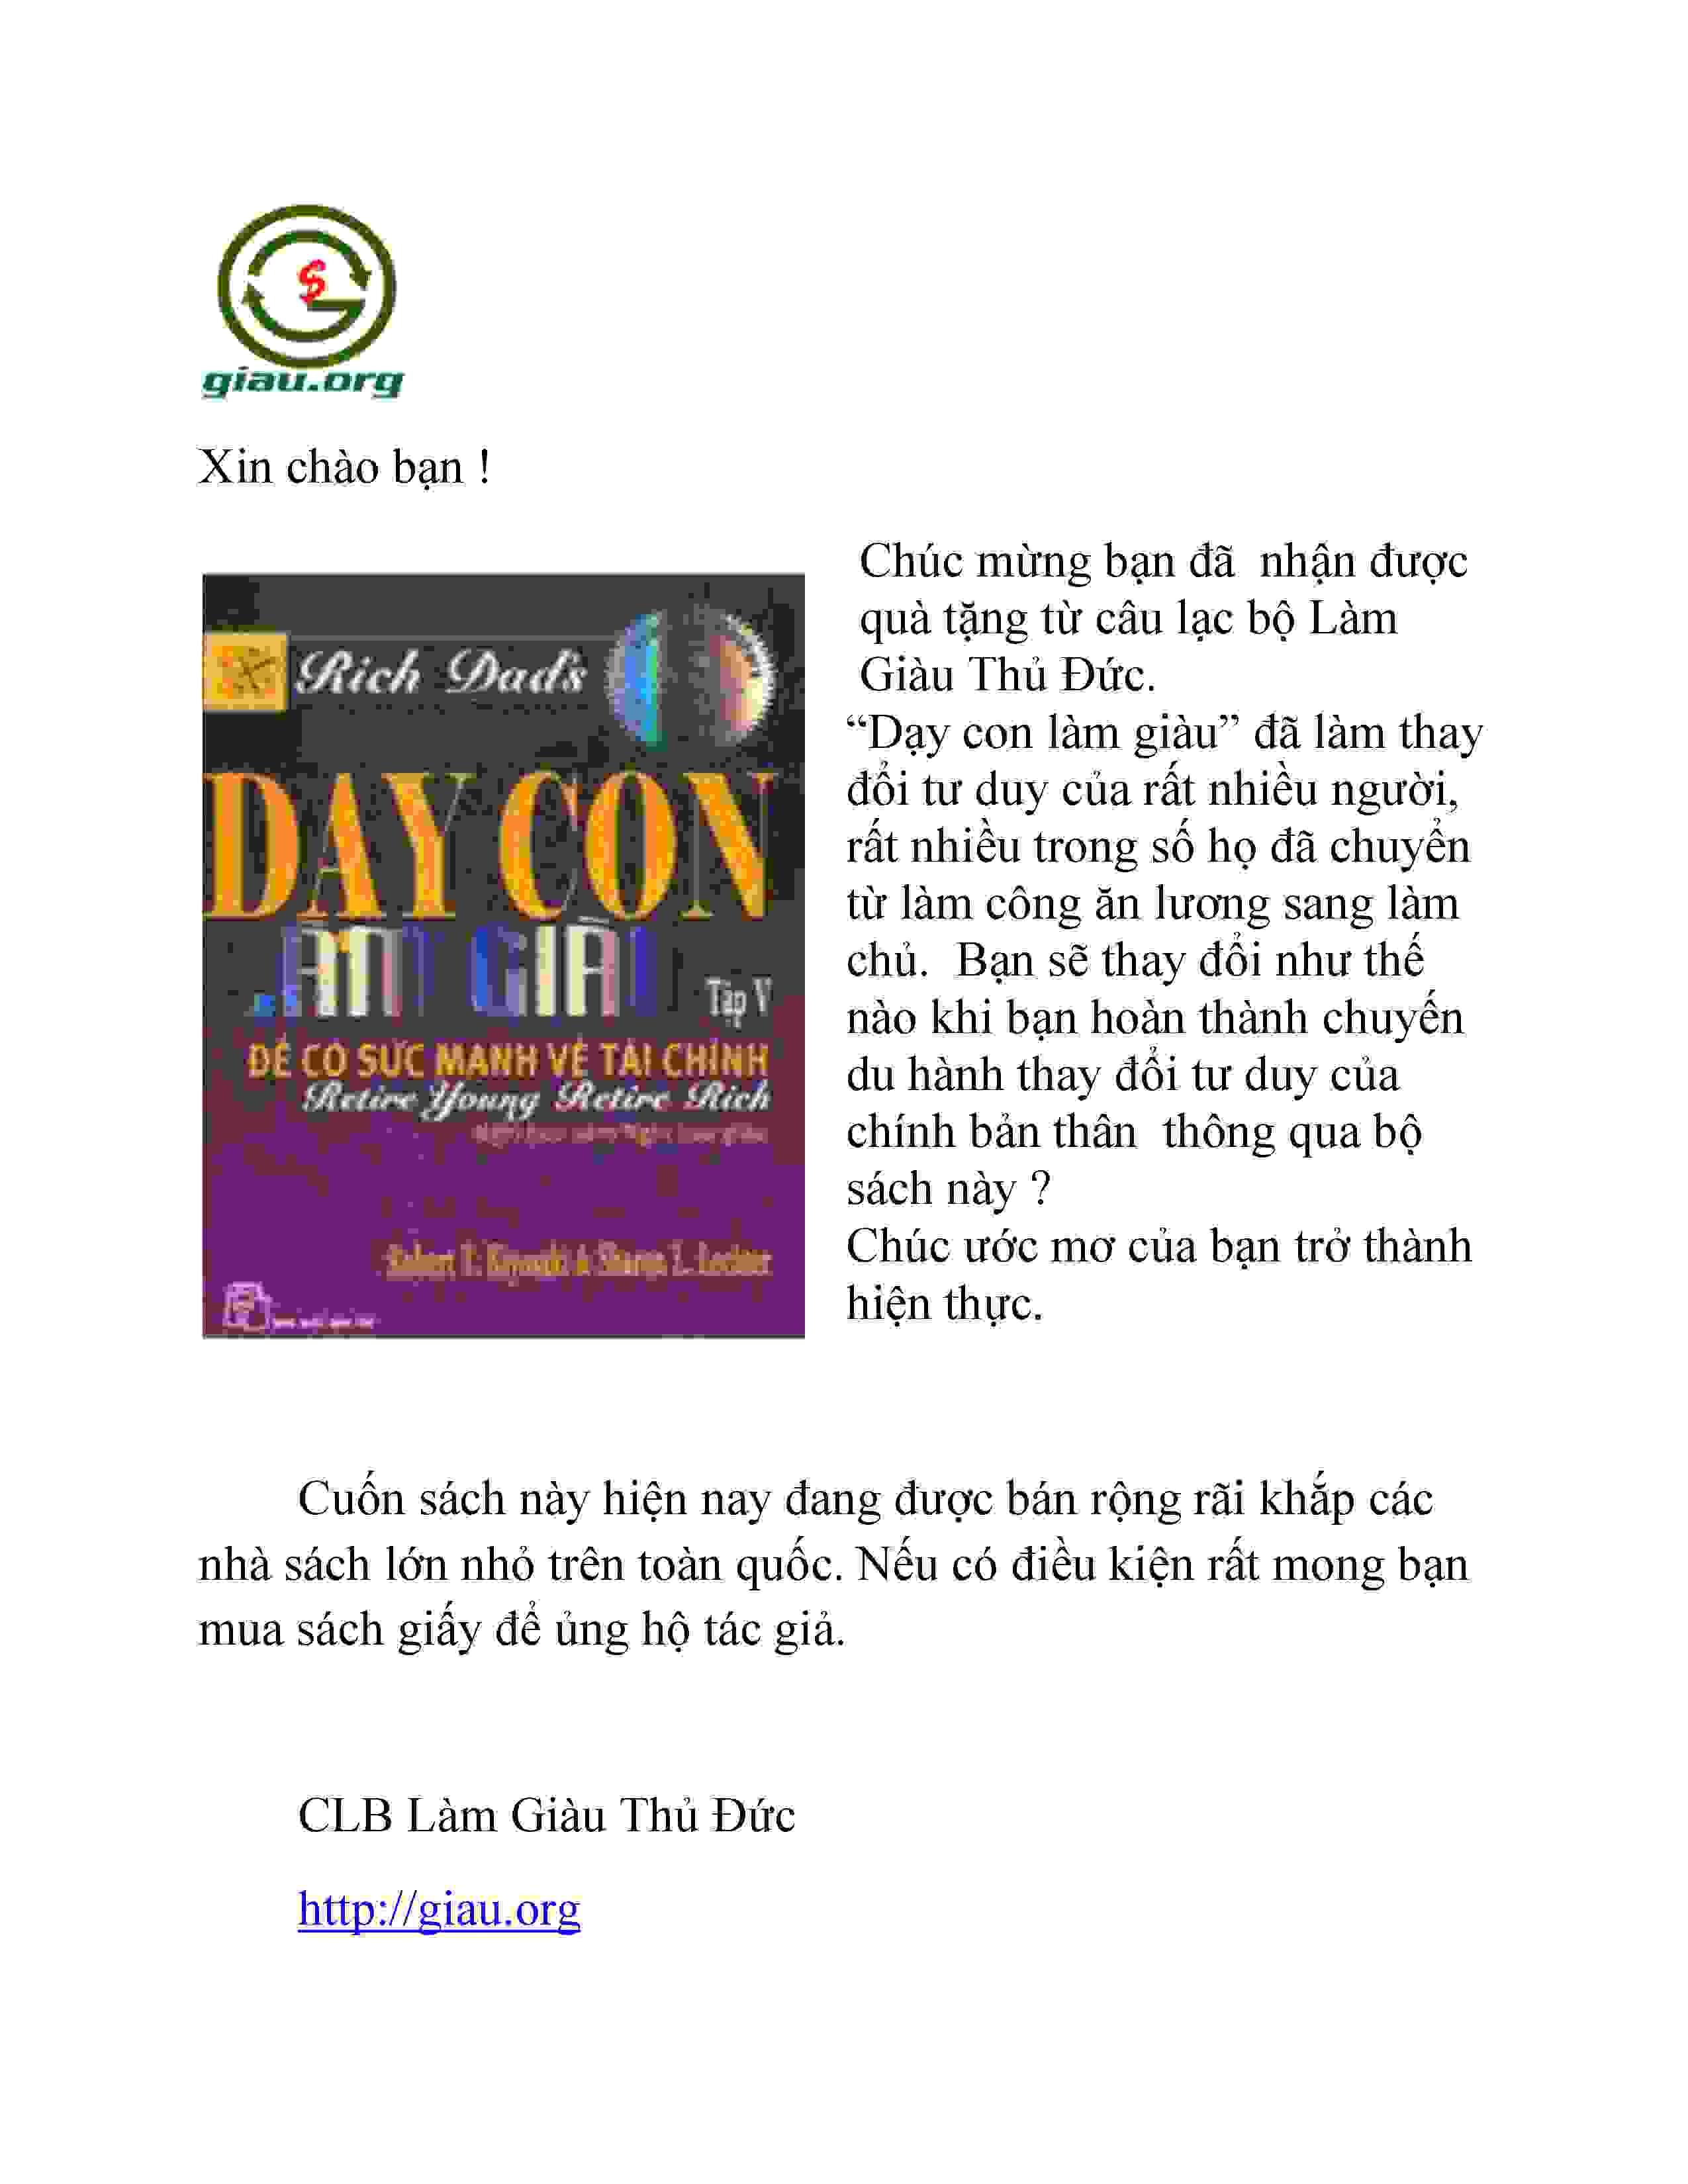 $
giau.org
Xin chào bạn !
Rich Dad's
DẠY CON
LÀM GIÀU
Tập V
ĐỂ CÓ SỨC MẠNH VỀ TÀI CHÍNH
Retire Young Retire Rich
Robert T. Kiyosaki & Sharon L. Lechter
Chúc mừng bạn đã nhận được
quà tặng từ câu lạc bộ Làm
Giàu Thủ Đức.
“Dạy con làm giàu” đã làm thay
đổi tư duy của rất nhiều người,
rất nhiều trong số họ đã chuyển
từ làm công ăn lương sang làm
chủ. Bạn sẽ thay đổi như thế
nào khi bạn hoàn thành chuyến
du hành thay đổi tư duy của
chính bản thân thông qua bộ
sách này ?
Chúc ước mơ của bạn trở thành
hiện thực.
Cuốn sách này hiện nay đang được bán rộng rãi khắp các
nhà sách lớn nhỏ trên toàn quốc. Nếu có điều kiện rất mong bạn
mua sách giấy để ủng hộ tác giả.
CLB Làm Giàu Thủ Đức
http://giau.org